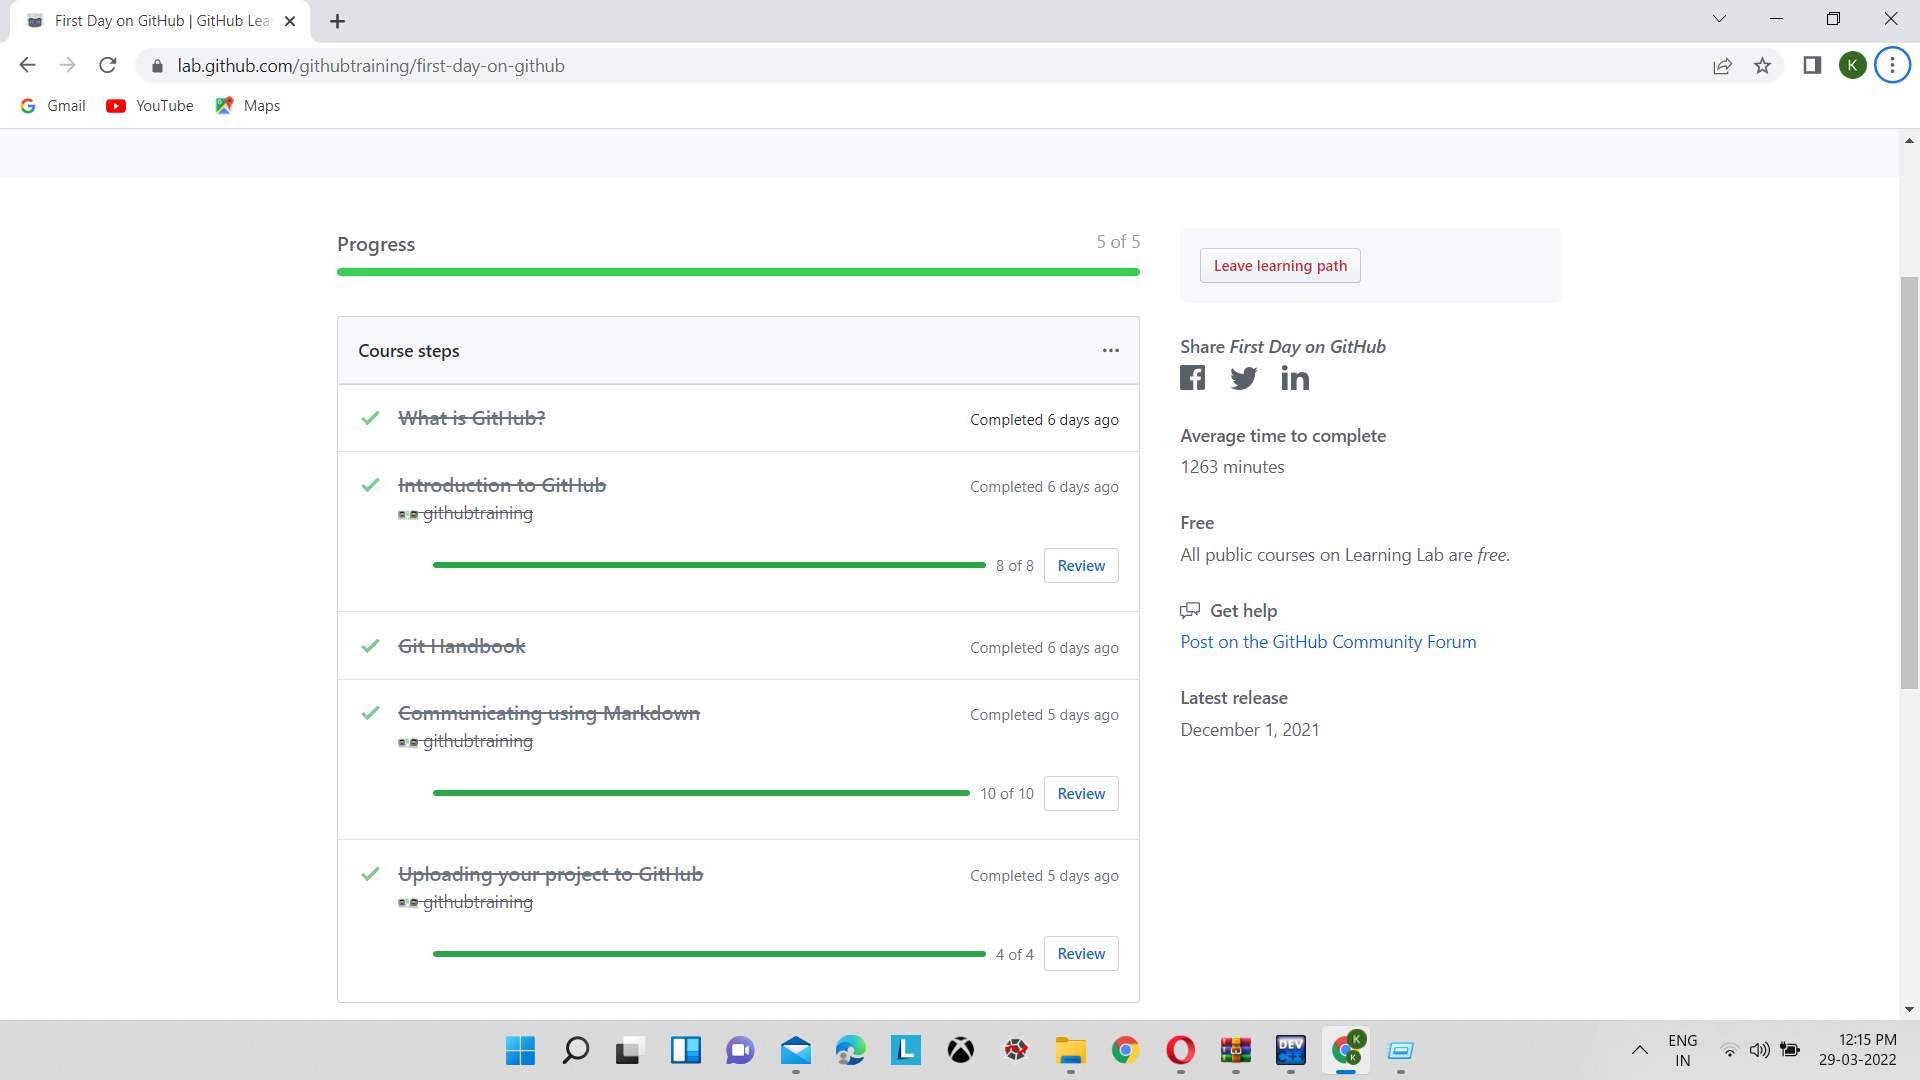 First Day on GitHub | GitHub Lear
lab.github.com/githubtraining/first-day-on-github
K
Gmail
YouTube
Maps
Progress
5 of 5
Leave learning path
Course steps
What is GitHub?
Completed 6 days ago
Introduction to GitHub
Completed 6 days ago
githubtraining
8 of 8
Review
Git Handbook
Completed 6 days ago
Communicating using Markdown
Completed 5 days ago
githubtraining
10 of 10
Review
Uploading your project to GitHub
Completed 5 days ago
githubtraining
4 of 4
Review
Share First Day on GitHub
Average time to complete
1263 minutes
Free
All public courses on Learning Lab are free.
Get help
Post on the GitHub Community Forum
Latest release
December 1, 2021
L
DEV
C++
K
K
ENG
IN
12:15 PM
29-03-2022